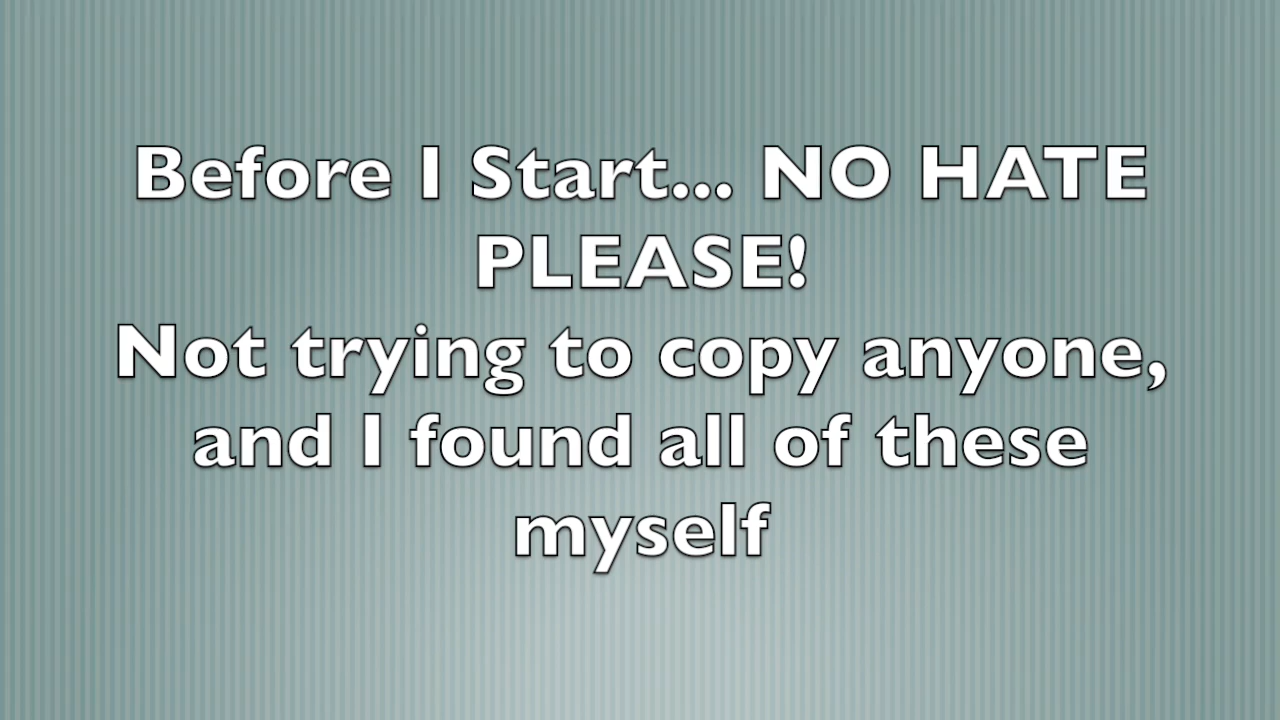 Before I Start... NO HATE
PLEASE!
Not trying to copy anyone,
and I found all of these
myself